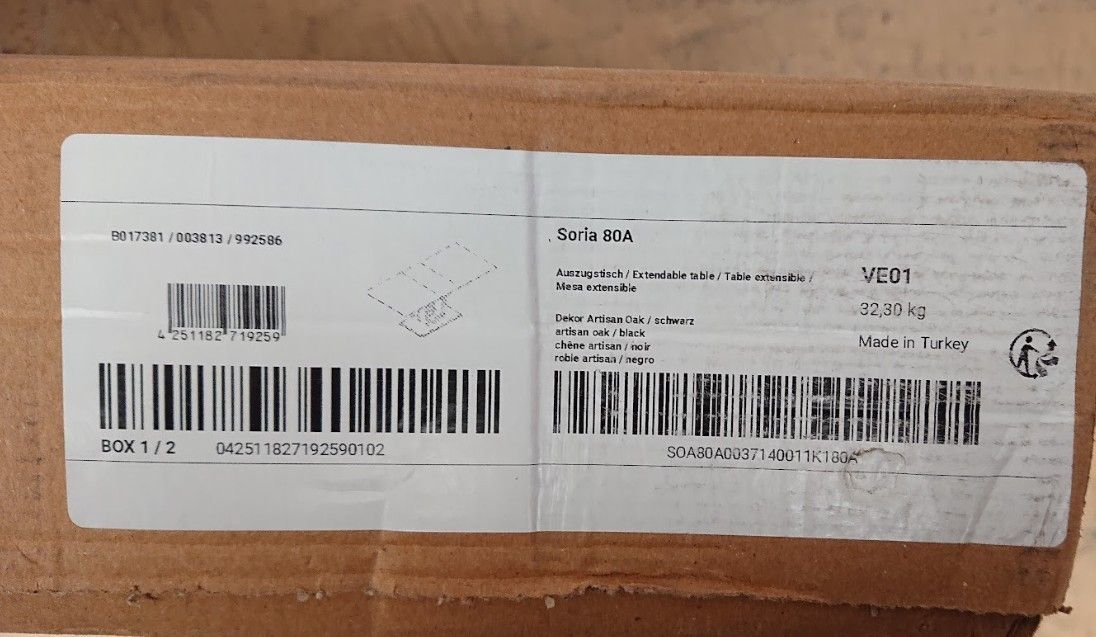 B017381 / 003813 / 992586
4 251182 719259
BOX 1 / 2 042511827192590102
Soria 80A
Auszugstisch / Extendable table / Table extensible /
Mesa extensible
Dekor Artisan Oak / schwarz
artisan oak / black
chêne artisan / noir
roble artisan / negro
VE01
32,30 kg
Made in Turkey
SOA80A0037140011K180A